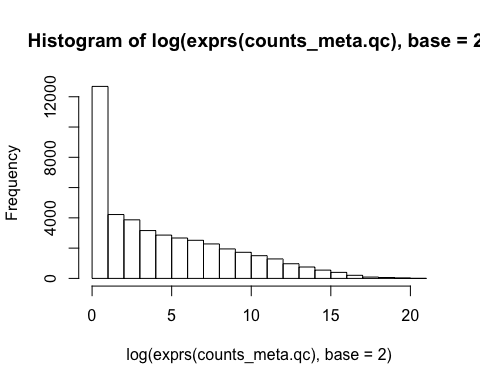 Histogram of log(exprs(counts_meta.qc), base = 2
12000
8000
4000
0
Frequency
0 5 10 15 20
log(exprs(counts_meta.qc), base = 2)